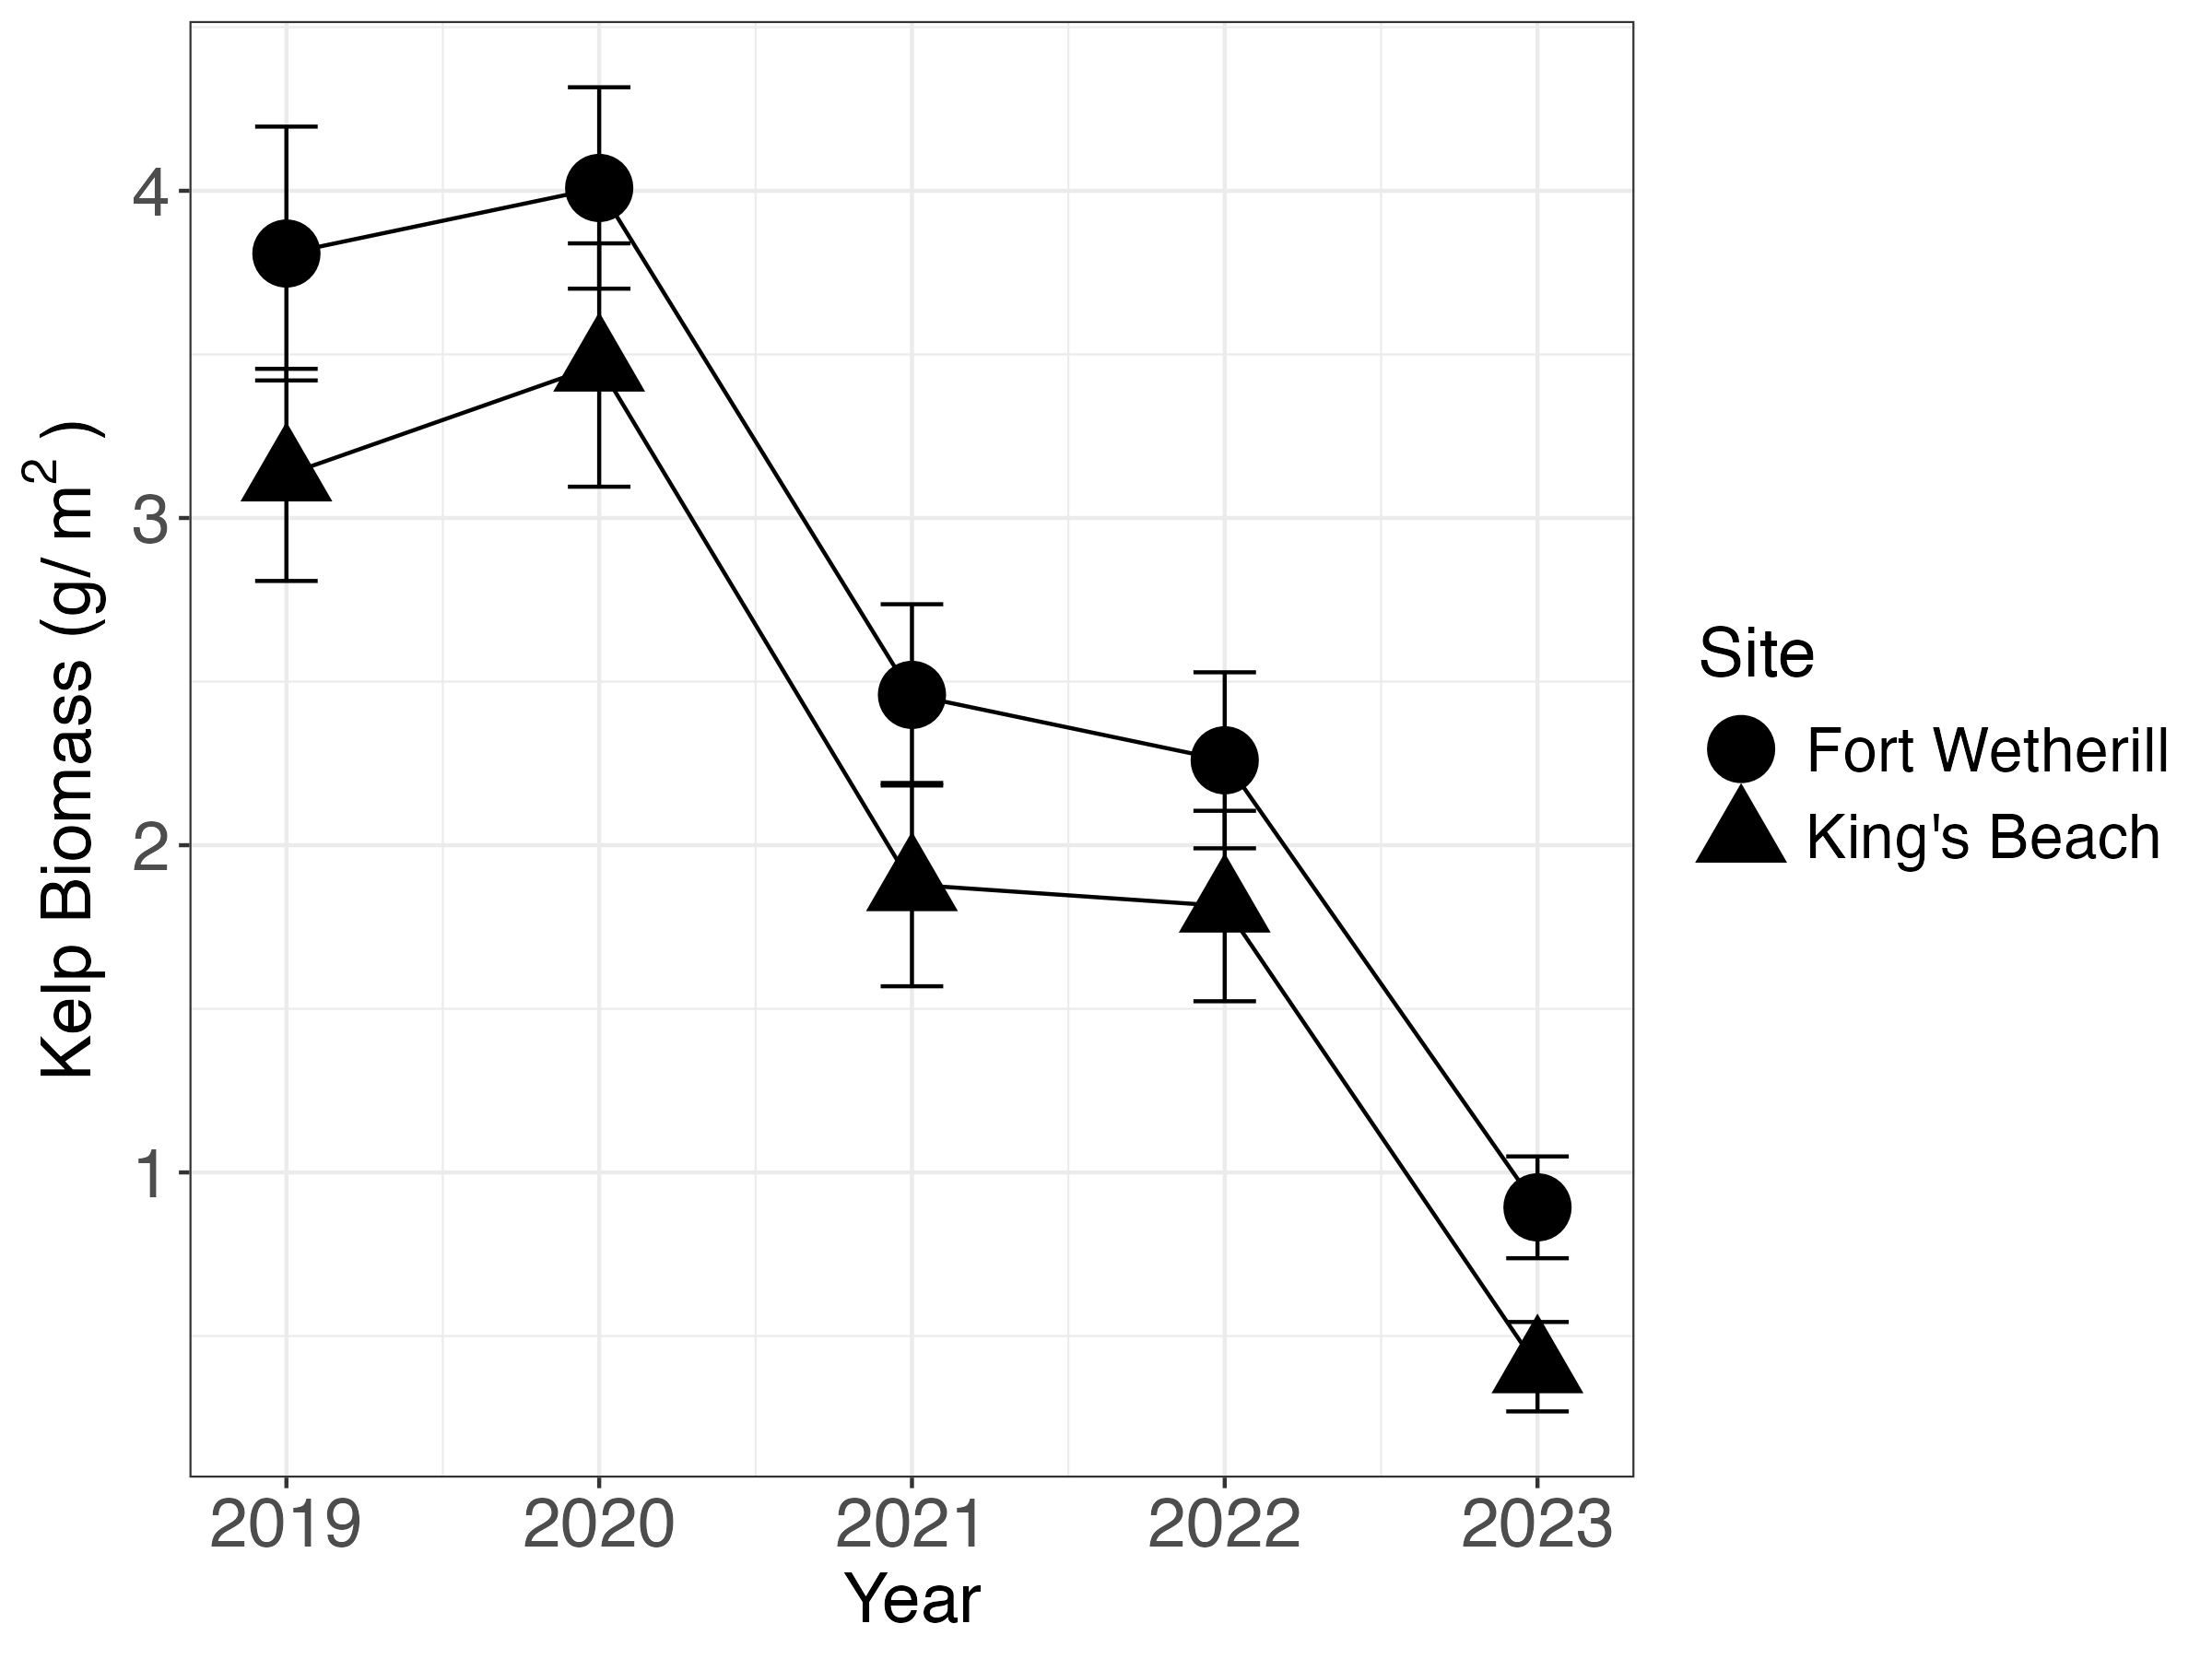 Kelp Biomass (g/ m²)
4
3
2
1
2019 2020 2021 2022 2023
Year
Site
Fort Wetherill
King's Beach